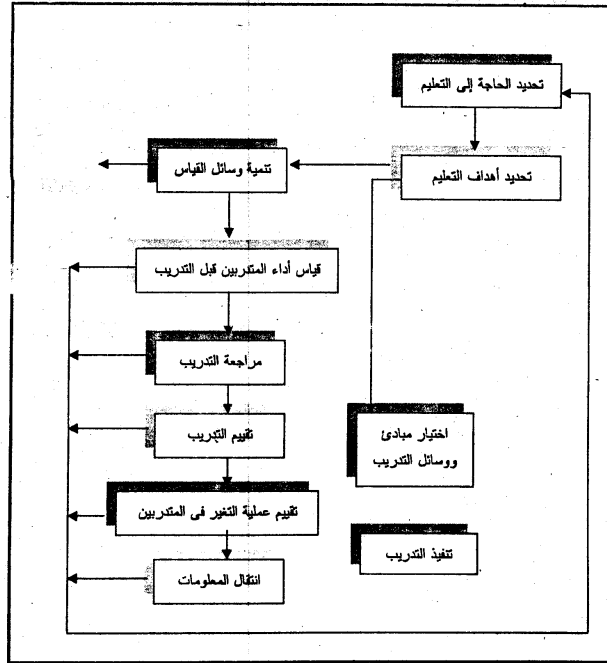 تحديد الحاجة إلى التعليم
تحديد أهداف التعليم
تنمية وسائل القياس
قياس أداء المتدربين قبل التدريب
مراجعة التدريب
تقييم التدريب
تقييم عملية التغير فى المتدربين
انتقال المعلومات
اختيار مبادئ
ووسائل التدريب
تنفيذ التدريب